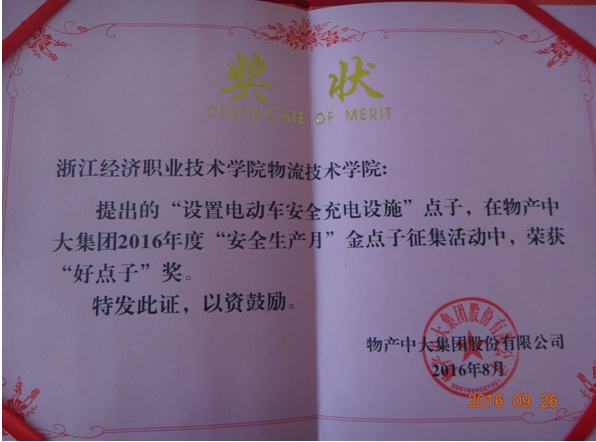 奖 状
CERTIFICATE OF MERIT
浙江经济职业技术学院物流技术学院:
提出的“设置电动车安全充电设施”点子，在物产中
大集团2016年度“安全生产月”金点子征集活动中，荣获
“好点子”奖。
特发此证，以资鼓励。
物产中大集团股份有限公司
2016年8月
2016 09 26